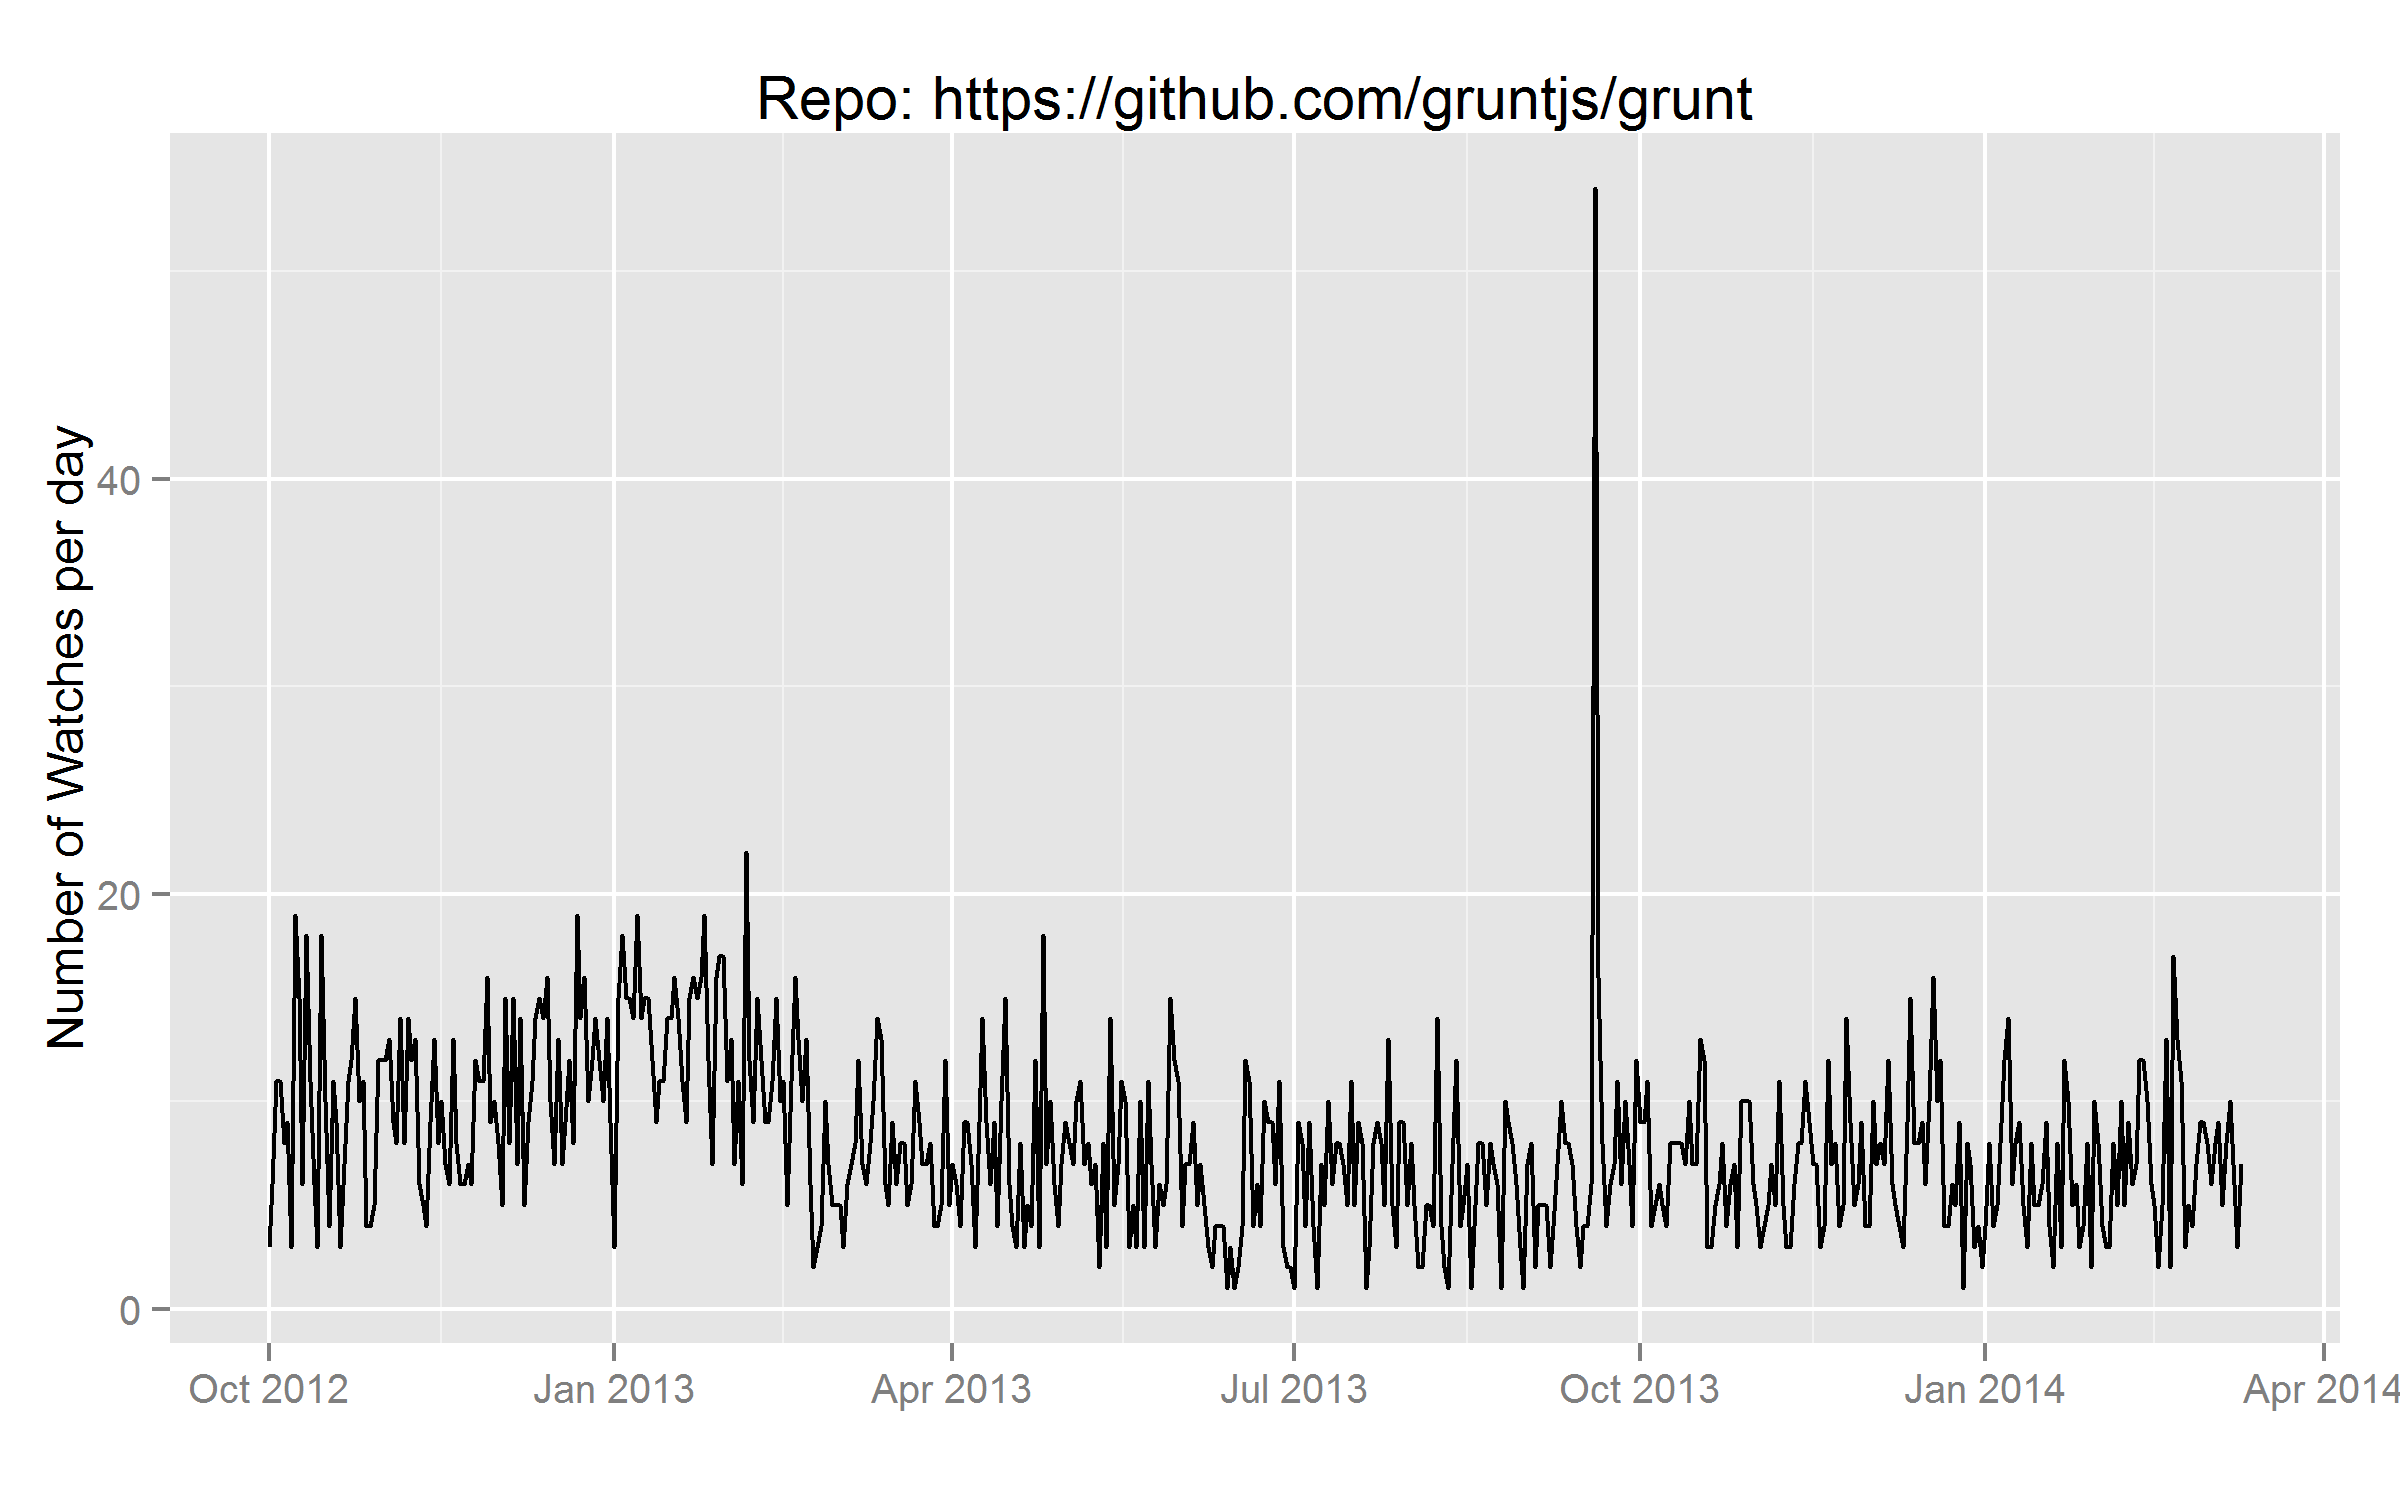 Repo: https://github.com/gruntjs/grunt
Number of Watches per day
40
20
0
Oct 2012
Jan 2013
Apr 2013
Jul 2013
Oct 2013
Jan 2014
Apr 2014